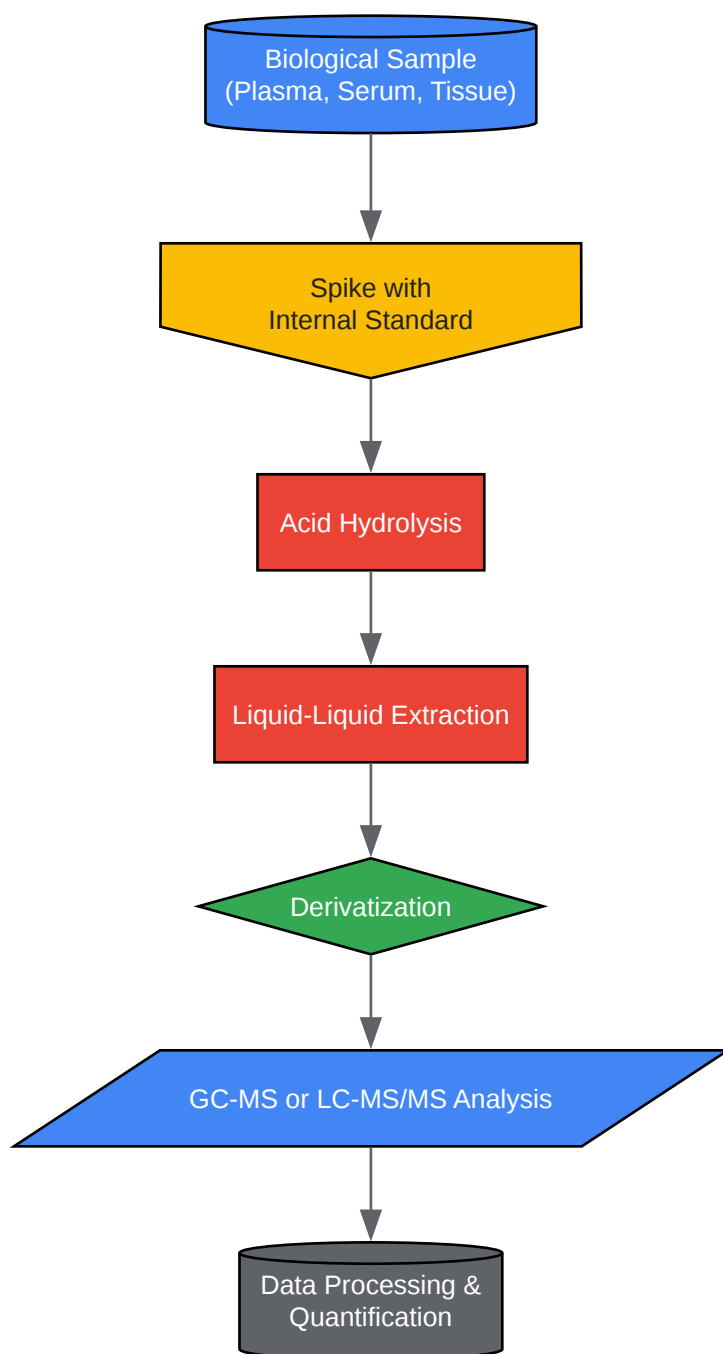 Biological Sample
(Plasma, Serum, Tissue)
Spike with
Internal Standard
Acid Hydrolysis
Liquid-Liquid Extraction
Derivatization
GC-MS or LC-MS/MS Analysis
Data Processing &
Quantification